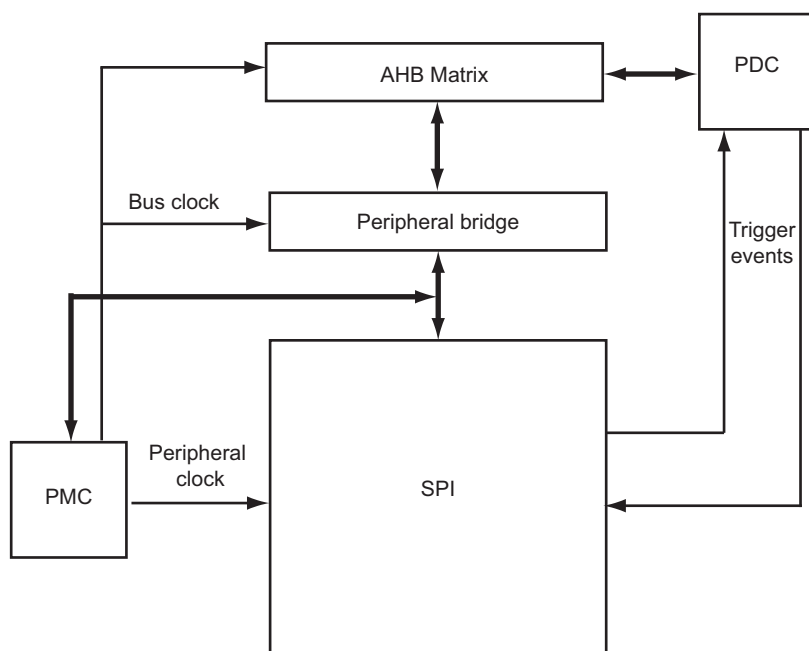 AHB Matrix
PDC
Bus clock
Peripheral bridge
Trigger
events
Peripheral
clock
PMC
SPI